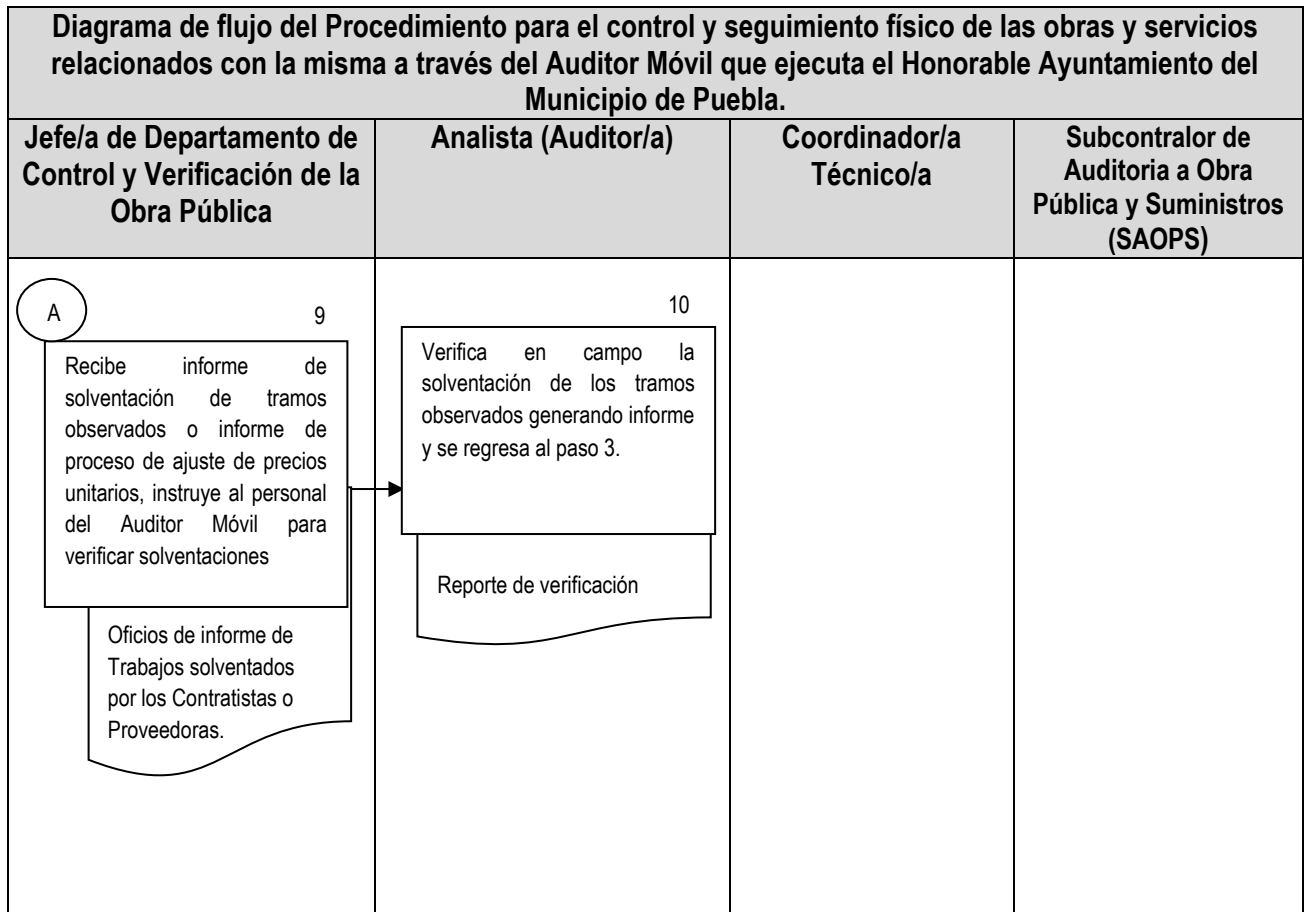 Diagrama de flujo del Procedimiento para el control y seguimiento físico de las obras y servicios
relacionados con la misma a través del Auditor Móvil que ejecuta el Honorable Ayuntamiento del
Municipio de Puebla.
Jefe/a de Departamento de
Control y Verificación de la
Obra Pública
Analista (Auditor/a)
Coordinador/a
Técnico/a
Subcontralor de
Auditoria a Obra
Pública y Suministros
(SAOPS)
A
9
Recibe informe de
solventación de tramos
observados o informe de
proceso de ajuste de precios
unitarios, instruye al personal
del Auditor Móvil para
verificar solventaciones
Oficios de informe de
Trabajos solventados
por los Contratistas o
Proveedoras.
10
Verifica en campo la
solventación de los tramos
observados generando informe
y se regresa al paso 3.
Reporte de verificación